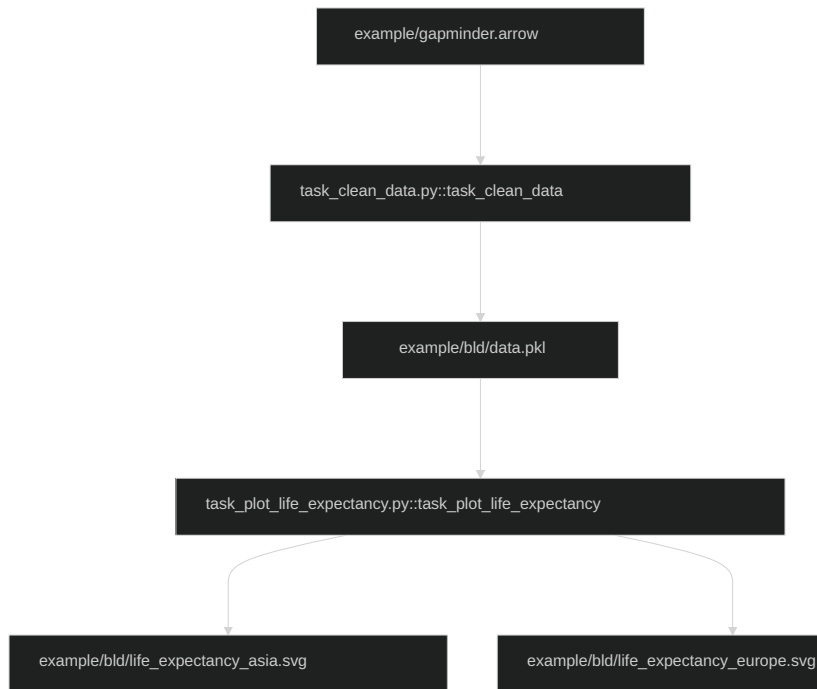 example/gapminder.arrow
task_clean_data.py::task_clean_data
example/bld/data.pkl
task_plot_life_expectancy.py::task_plot_life_expectancy
example/bld/life_expectancy_asia.svg
example/bld/life_expectancy_europe.svg